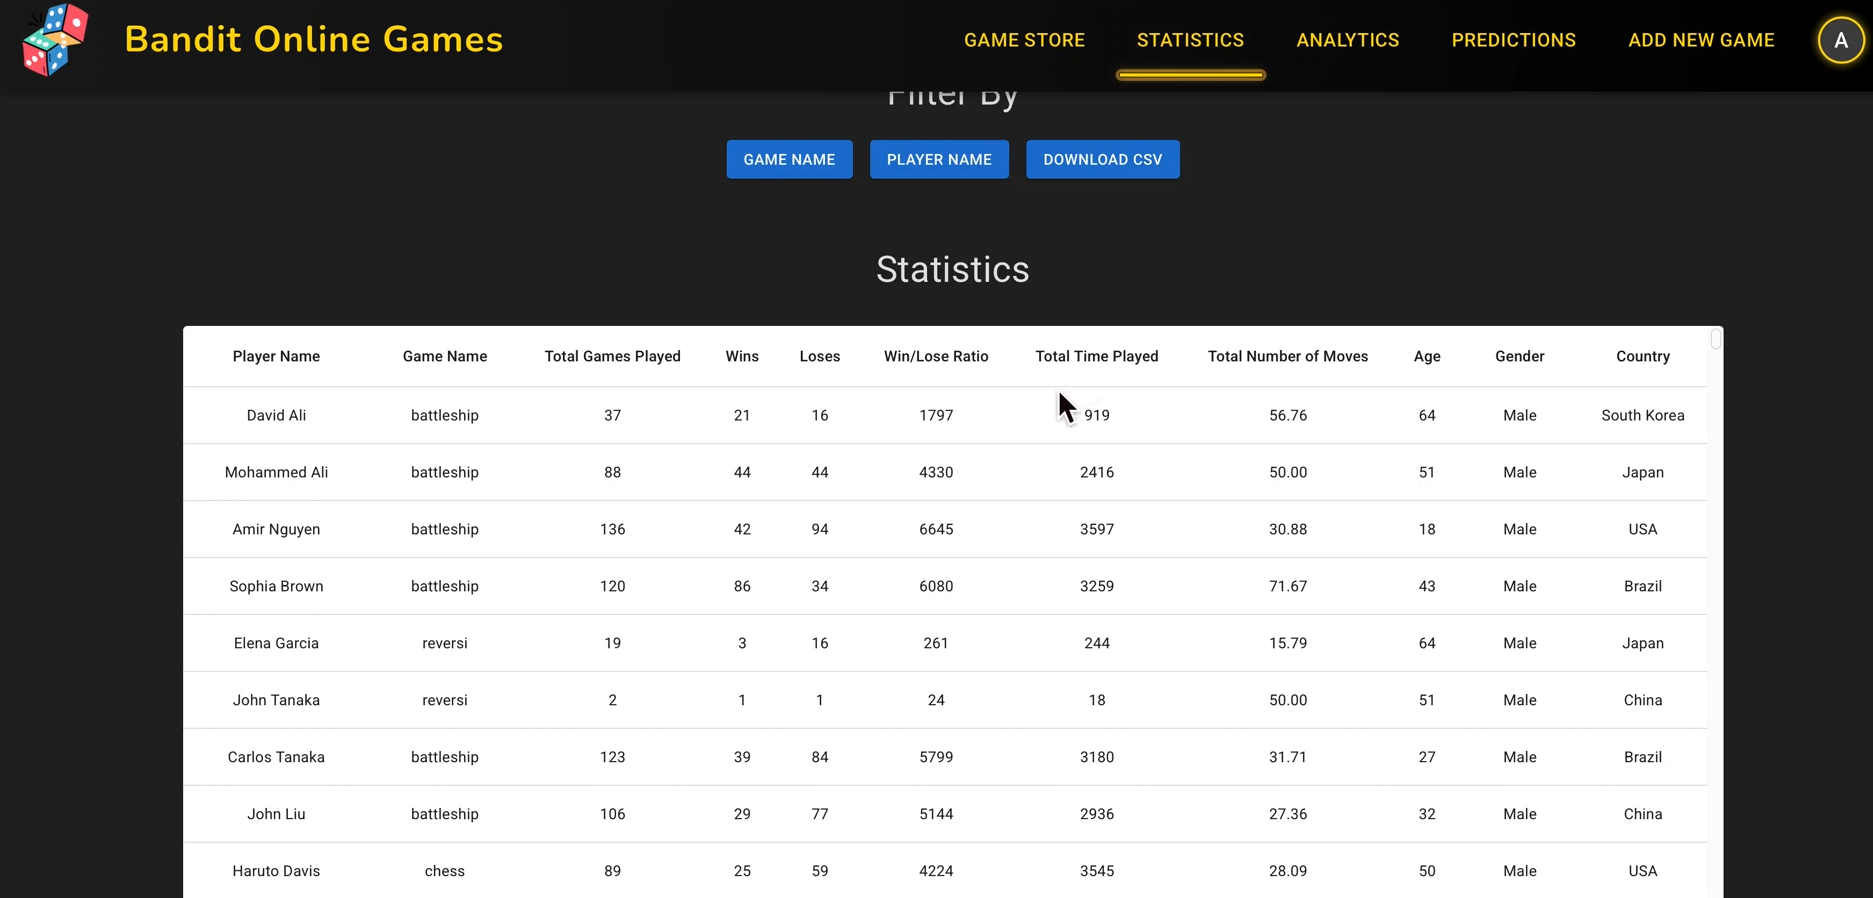 Bandit Online Games GAME STORE STATISTICS ANALYTICS PREDICTIONS ADD NEW GAME A
Filter By
GAME NAME PLAYER NAME DOWNLOAD CSV
Statistics
Player Name Game Name Total Games Played Wins Loses Win/Lose Ratio Total Time Played Total Number of Moves Age Gender Country
David Ali battleship 37 21 16 1797 919 56.76 64 Male South Korea
Mohammed Ali battleship 88 44 44 4330 2416 50.00 51 Male Japan
Amir Nguyen battleship 136 42 94 6645 3597 30.88 18 Male USA
Sophia Brown battleship 120 86 34 6080 3259 71.67 43 Male Brazil
Elena Garcia reversi 19 3 16 261 244 15.79 64 Male Japan
John Tanaka reversi 2 1 1 24 18 50.00 51 Male China
Carlos Tanaka battleship 123 39 84 5799 3180 31.71 27 Male Brazil
John Liu battleship 106 29 77 5144 2936 27.36 32 Male China
Haruto Davis chess 89 25 59 4224 3545 28.09 50 Male USA